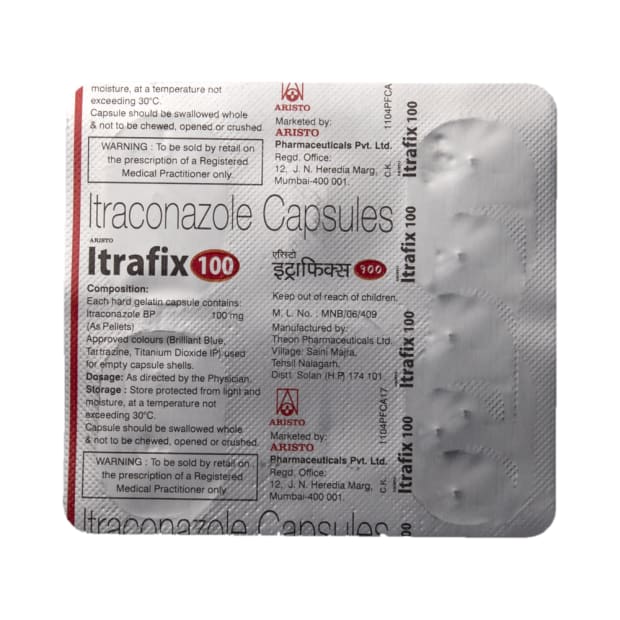 moisture, at a temperature not
exceeding 30°C.
Capsule should be swallowed whole
& not to be chewed, opened or crushed.
WARNING : To be sold by retail on
the prescription of a Registered
Medical Practitioner only.
ARISTO
Marketed by:
ARISTO
Pharmaceuticals Pvt. Ltd.
Regd. Office:
12, J. N. Heredia Marg,
Mumbai-400 001.
C.K. 1104PFCA
Itraconazole Capsules
ARISTO
Itrafix 100
एरिस्टो
इट्राफिक्स १००
Composition:
Each hard gelatin capsule contains:
Itraconazole BP 100 mg
(As Pellets)
Approved colours (Brilliant Blue,
Tartrazine, Titanium Dioxide IP) used
for empty capsule shells.
Dosage: As directed by the Physician.
Storage : Store protected from light and
moisture, at a temperature not
exceeding 30°C.
Capsule should be swallowed whole
& not to be chewed, opened or crushed.
WARNING : To be sold by retail on
the prescription of a Registered
Medical Practitioner only.
Keep out of reach of children.
M. L. No. : MNB/06/409
Manufactured by:
Theon Pharmaceuticals Ltd.
Village: Saini Majra,
Tehsil Nalagarh,
Distt. Solan (H.P) 174 101
ARISTO
Marketed by:
ARISTO
Pharmaceuticals Pvt. Ltd.
Regd. Office:
12, J. N. Heredia Marg,
Mumbai-400 001.
C.K. 1104PFCA17
Itraconazole Capsules
Itrafix 100
Itrafix 100
Itrafix 100
Itrafix 100
00